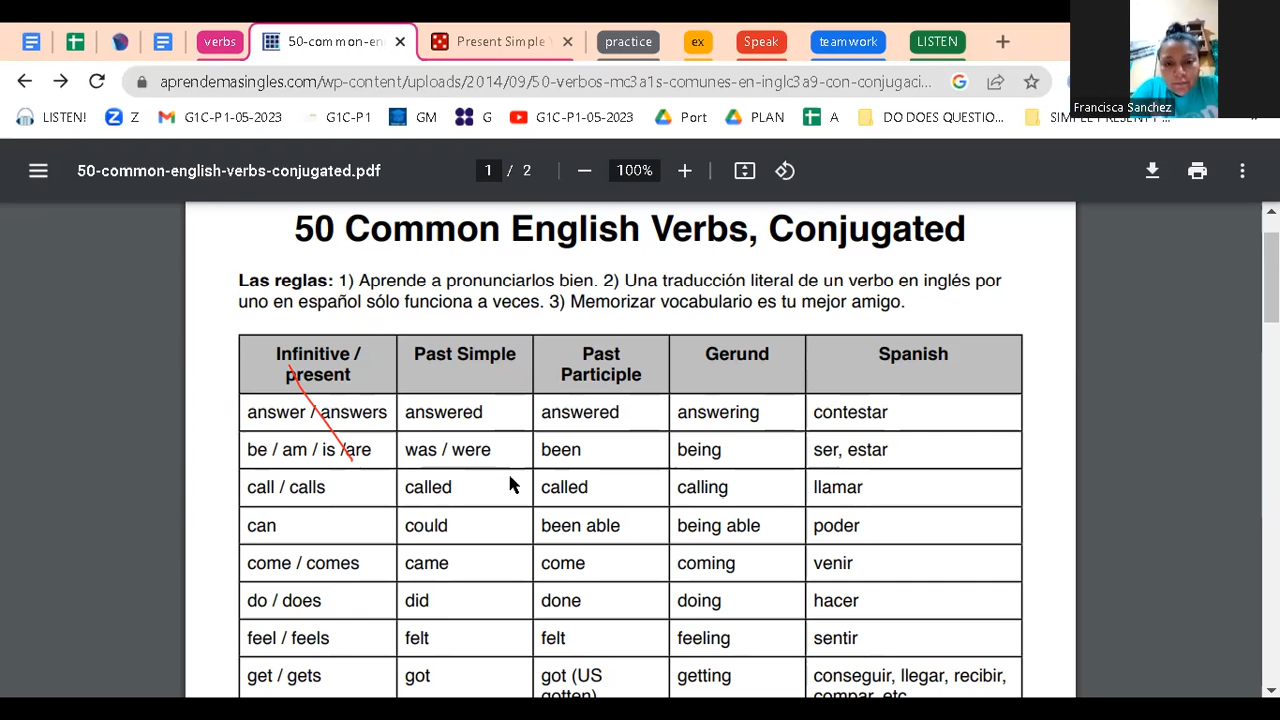 verbs 50-common-en Present Simple V practice ex Speak teamwork LISTEN
aprendemasingles.com/wp-content/uploads/2014/09/50-verbos-mc3a1s-comunes-en-inglc3a9-con-conjugaci...
LISTEN! Z G1C-P1-05-2023 G1C-P1 GM G G1C-P1-05-2023 Port PLAN A DO DOES QUESTIO...
Francisca Sanchez
50-common-english-verbs-conjugated.pdf 1 / 2 100%
50 Common English Verbs, Conjugated
Las reglas: 1) Aprende a pronunciarlos bien. 2) Una traducción literal de un verbo en inglés por
uno en español sólo funciona a veces. 3) Memorizar vocabulario es tu mejor amigo.
Infinitive / present Past Simple Past Participle Gerund Spanish
answer / answers answered answered answering contestar
be / am / is /are was / were been being ser, estar
call / calls called called calling llamar
can could been able being able poder
come / comes came come coming venir
do / does did done doing hacer
feel / feels felt felt feeling sentir
get / gets got got (US gotten) getting conseguir, llegar, recibir, compar, etc